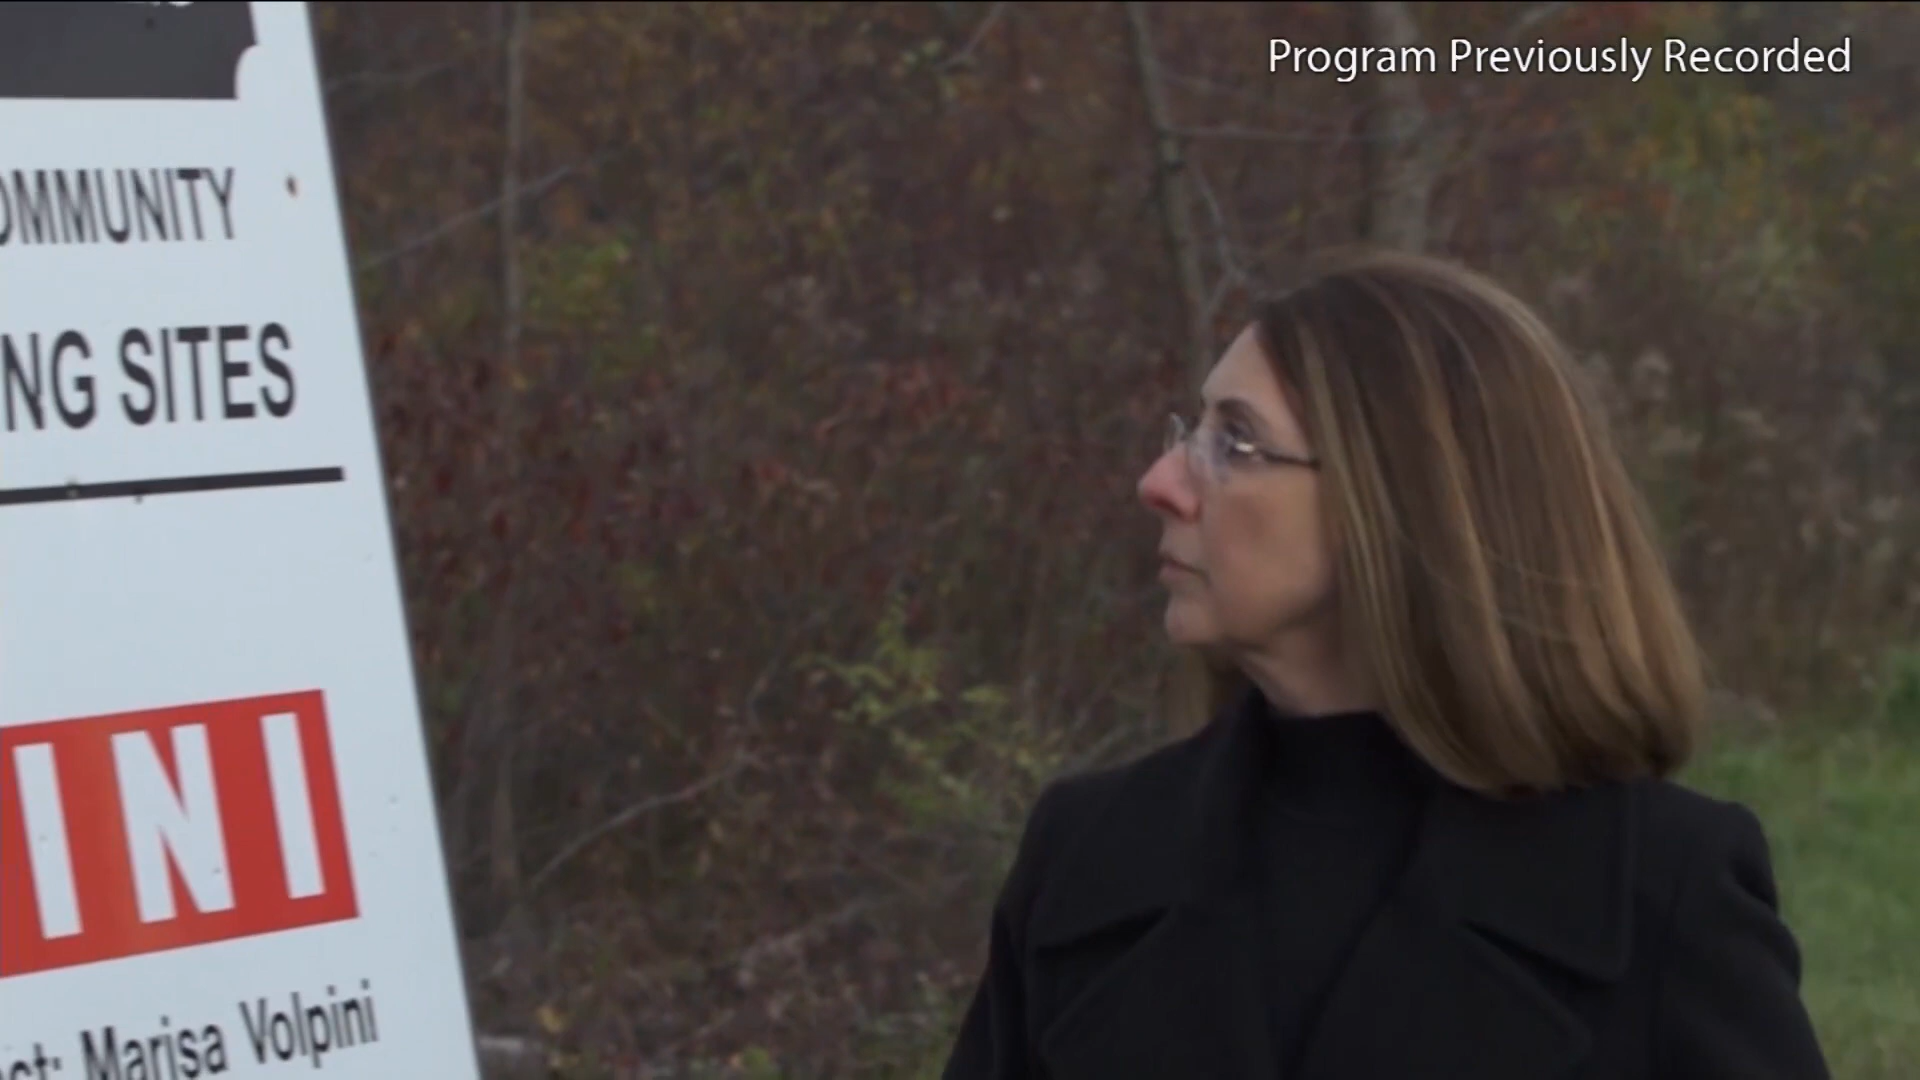 Program Previously Recorded
OMMUNITY
NG SITES
INI
ct: Marisa Volpini